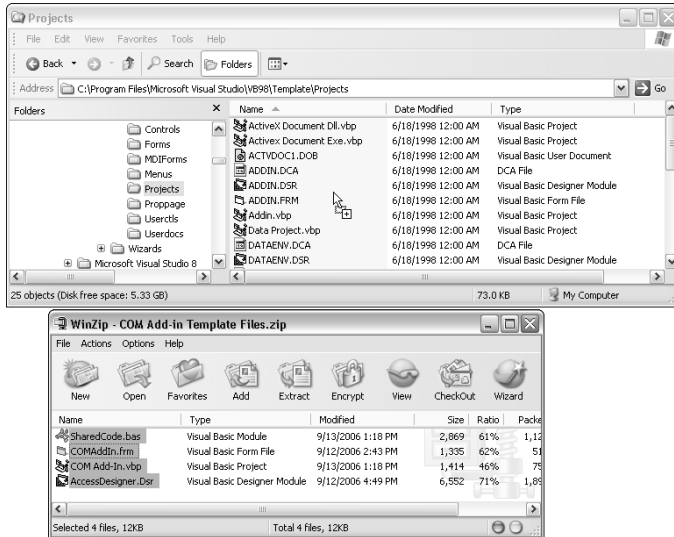 Projects
File Edit View Favorites Tools Help
Back Search Folders
Address C:\Program Files\Microsoft Visual Studio\VB98\Template\Projects Go
Folders x Name Date Modified Type
Controls ActiveX Document Dll.vbp 6/18/1998 12:00 AM Visual Basic Project
Forms Activex Document Exe.vbp 6/18/1998 12:00 AM Visual Basic Project
MDIForms ACTVDOC1.DOB 6/18/1998 12:00 AM Visual Basic User Document
Menus ADDIN.DCA 6/18/1998 12:00 AM DCA File
Projects ADDIN.DSR 6/18/1998 12:00 AM Visual Basic Designer Module
Proppage ADDIN.FRM 6/18/1998 12:00 AM Visual Basic Form File
Userctls Addin.vbp 6/18/1998 12:00 AM Visual Basic Project
Userdocs Data Project.vbp 6/18/1998 12:00 AM Visual Basic Project
Wizards DATAENV.DCA 6/18/1998 12:00 AM DCA File
Microsoft Visual Studio 8 DATAENV.DSR 6/18/1998 12:00 AM Visual Basic Designer Module
25 objects (Disk free space: 5.33 GB) 73.0 KB My Computer
WinZip - COM Add-in Template Files.zip
File Actions Options Help
New Open Favorites Add Extract Encrypt View CheckOut Wizard
Name Type Modified Size Ratio Packe
SharedCode.bas Visual Basic Module 9/13/2006 1:18 PM 2,869 61% 1,12
COMAddIn.frm Visual Basic Form File 9/12/2006 2:43 PM 1,335 62% 51
COM Add-In.vbp Visual Basic Project 9/13/2006 1:18 PM 1,414 46% 75
AccessDesigner.Dsr Visual Basic Designer Module 9/12/2006 4:49 PM 6,552 71% 1,89
Selected 4 files, 12KB Total 4 files, 12KB